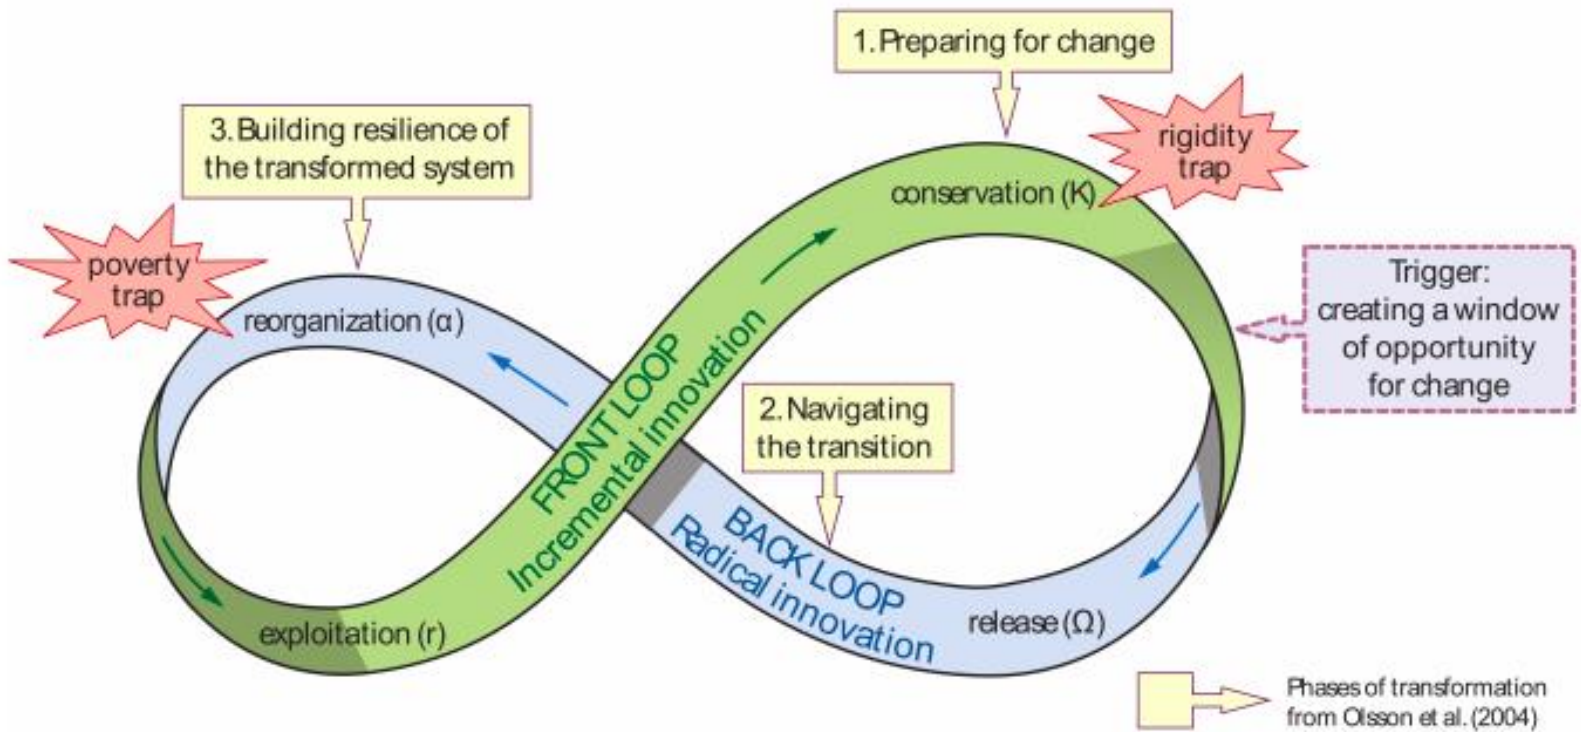 1. Preparing for change
rigidity
trap
3. Building resilience of
the transformed system
conservation (K)
poverty
trap
Trigger:
creating a window
of opportunity
for change
reorganization (α)
FRONT LOOP
Incremental innovation
2. Navigating
the transition
BACK LOOP
Radical innovation
release (Ω)
exploitation (r)
Phases of transformation
from Olsson et al. (2004)